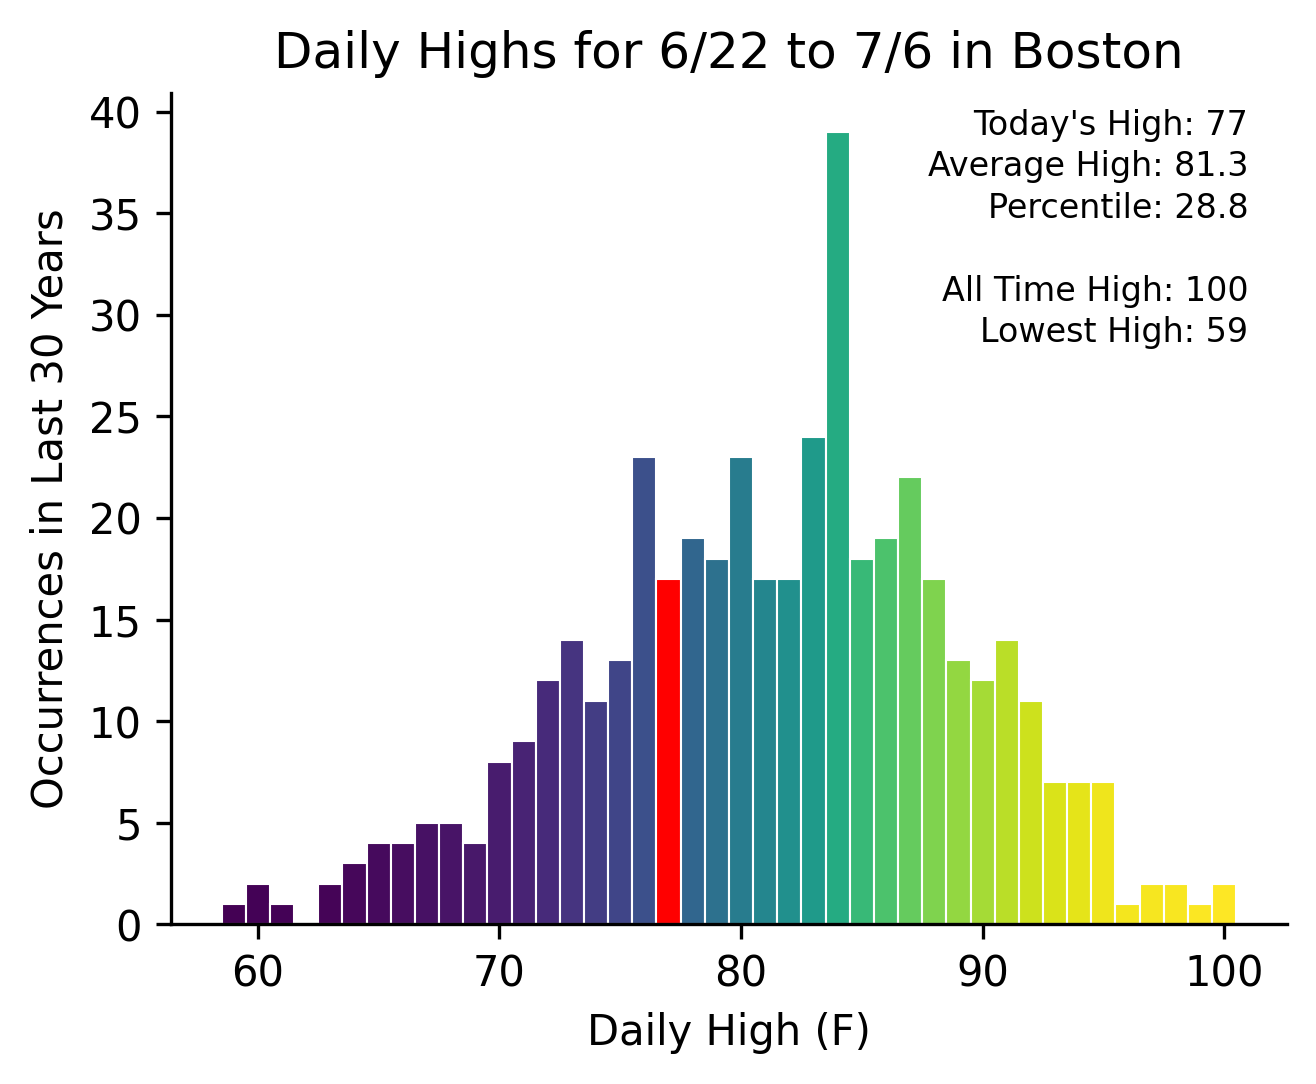 Daily Highs for 6/22 to 7/6 in Boston
Today's High: 77
Average High: 81.3
Percentile: 28.8
All Time High: 100
Lowest High: 59
Occurrences in Last 30 Years
40
35
30
25
20
15
10
5
0
60 70 80 90 100
Daily High (F)